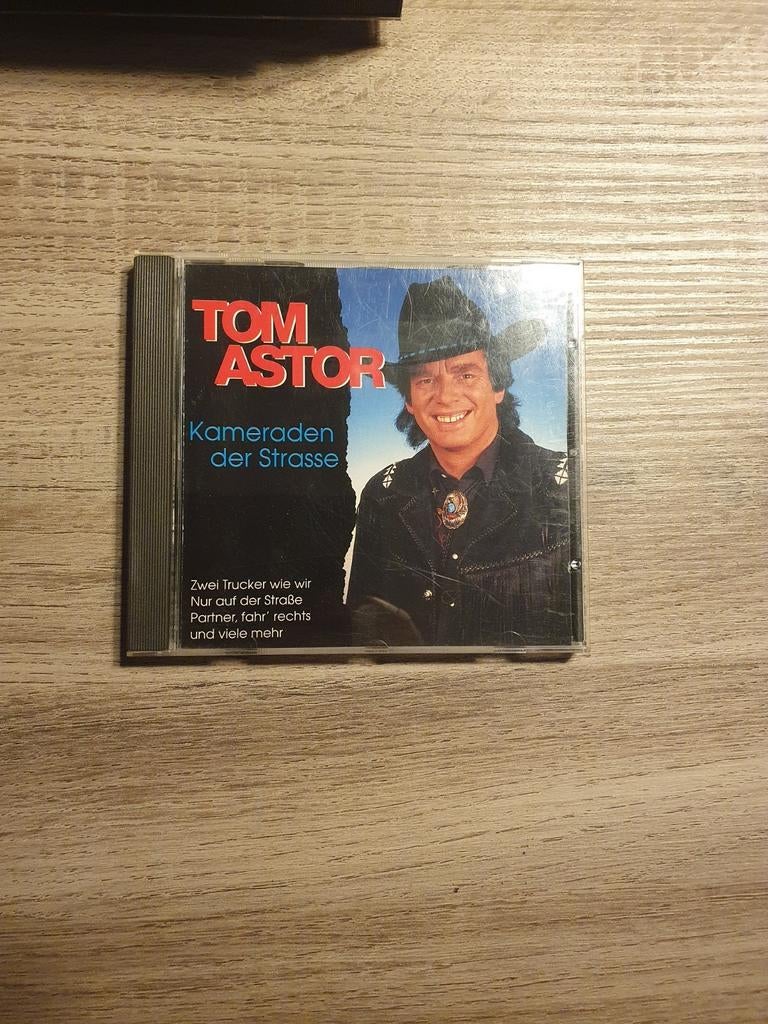 TOM
ASTOR
Kameraden
der Strasse
Zwei Trucker wie wir
Nur auf der Straße
Partner, fahr' rechts
und viele mehr